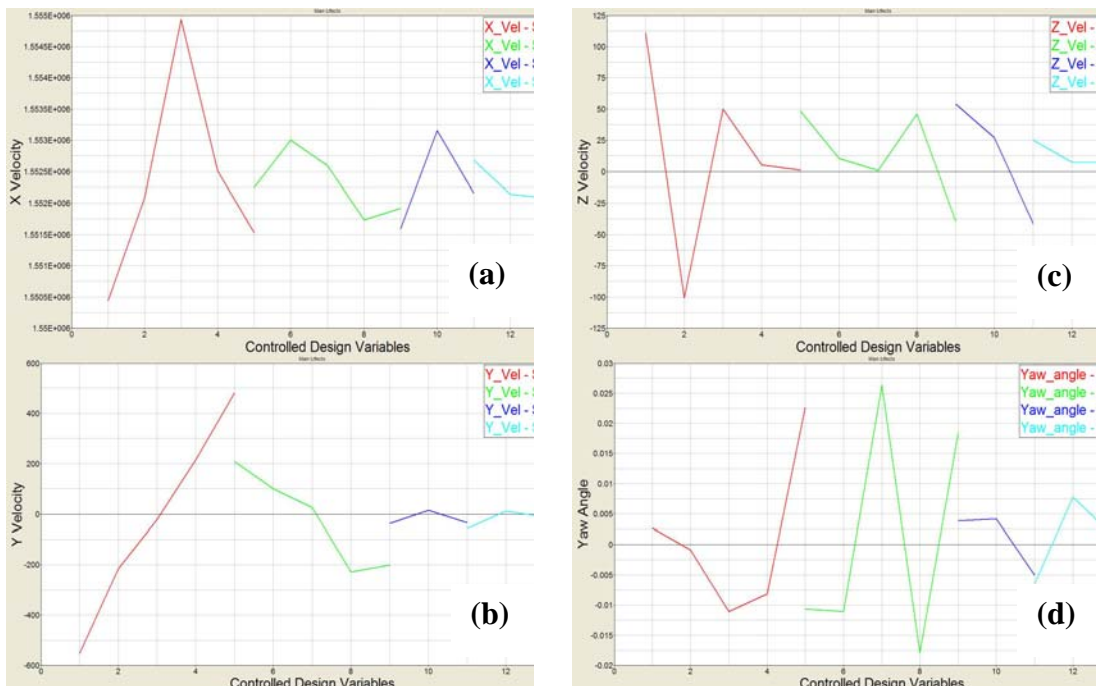 Main Effects
1.555E+006
1.5545E+006
1.554E+006
1.5535E+006
1.553E+006
1.5525E+006
1.552E+006
1.5515E+006
1.551E+006
1.5505E+006
1.55E+006
X Velocity
X_Vel - S
X_Vel - S
X_Vel - S
X_Vel - S
(a)
0 2 4 6 8 10 12
Controlled Design Variables
Main Effects
600
400
200
0
-200
-400
-600
Y Velocity
Y_Vel - S
Y_Vel - S
Y_Vel - S
Y_Vel - S
(b)
0 2 4 6 8 10 12
Controlled Design Variables
Main Effects
125
100
75
50
25
0
-25
-50
-75
-100
-125
Z Velocity
Z_Vel -
Z_Vel -
Z_Vel -
Z_Vel -
(c)
0 2 4 6 8 10 12
Controlled Design Variables
Main Effects
0.03
0.025
0.02
0.015
0.01
0.005
0
-0.005
-0.01
-0.015
-0.02
Yaw Angle
Yaw_angle -
Yaw_angle -
Yaw_angle -
Yaw_angle -
(d)
0 2 4 6 8 10 12
Controlled Design Variables